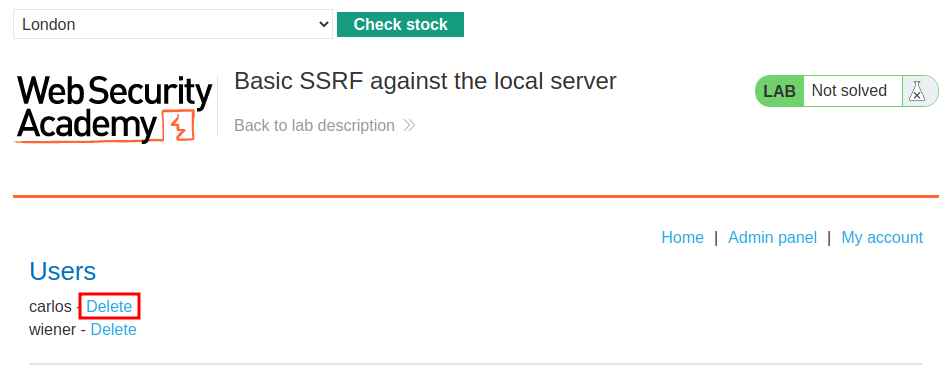 London Check stock
Web Security
Academy
Basic SSRF against the local server
Back to lab description
LAB Not solved
Home | Admin panel | My account
Users
carlos - Delete
wiener - Delete